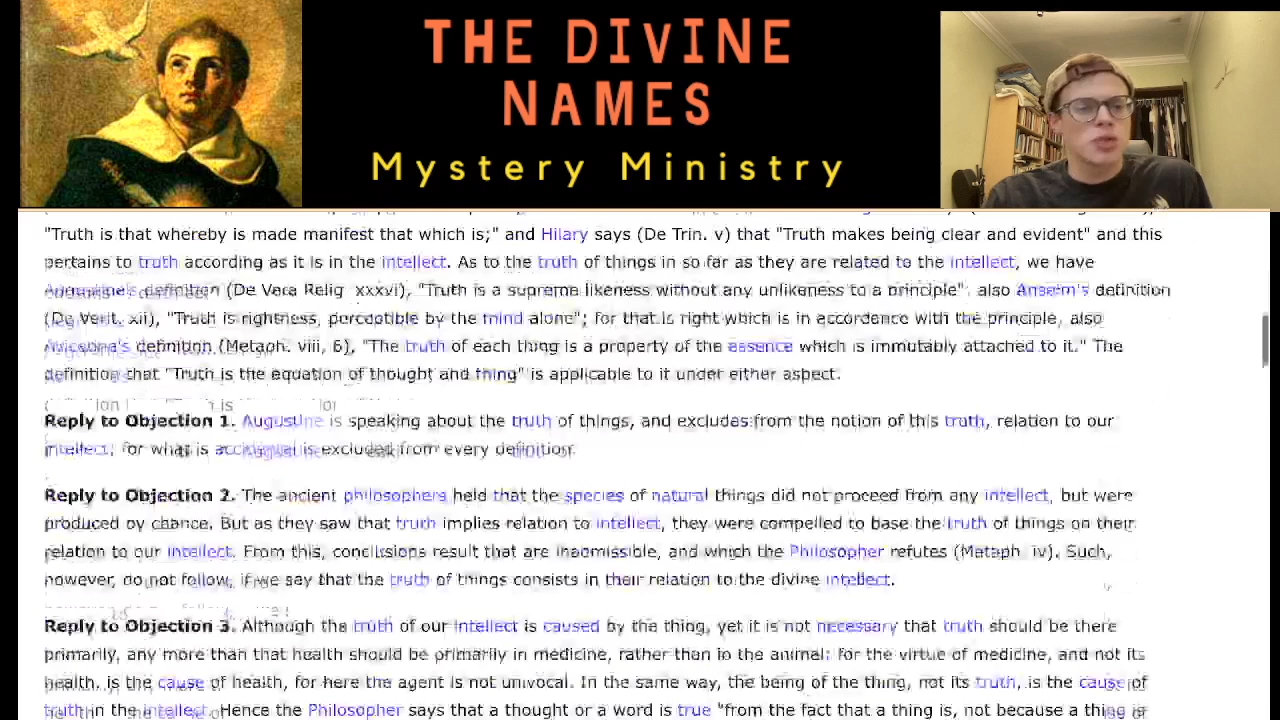 THE DIVINE
NAMES
Mystery Ministry
"Truth is that whereby is made manifest that which is;" and Hilary says (De Trin. v) that "Truth makes being clear and evident" and this
pertains to truth according as it is in the intellect. As to the truth of things in so far as they are related to the intellect, we have
Augustine's definition (De Vera Relig. xxxvi), "Truth is a supreme likeness without any unlikeness to a principle", also Anselm's definition
(De Verit. xii), "Truth is rightness, perceptible by the mind alone"; for that is right which is in accordance with the principle, also
Avicenna's definition (Metaph. viii, 6), "The truth of each thing is a property of the essence which is immutably attached to it." The
definition that "Truth is the equation of thought and thing" is applicable to it under either aspect.
Reply to Objection 1. Augustine is speaking about the truth of things, and excludes from the notion of this truth, relation to our
intellect; for what is accidental is excluded from every definition.
Reply to Objection 2. The ancient philosophers held that the species of natural things did not proceed from any intellect, but were
produced by chance. But as they saw that truth implies relation to intellect, they were compelled to base the truth of things on their
relation to our intellect. From this, conclusions result that are inadmissible, and which the Philosopher refutes (Metaph. iv). Such,
however, do not follow, if we say that the truth of things consists in their relation to the divine intellect.
Reply to Objection 3. Although the truth of our intellect is caused by the thing, yet it is not necessary that truth should be there
primarily, any more than that health should be primarily in medicine, rather than in the animal: for the virtue of medicine, and not its
health, is the cause of health, for here the agent is not univocal. In the same way, the being of the thing, not its truth, is the cause of
truth in the intellect. Hence the Philosopher says that a thought or a word is true "from the fact that a thing is, not because a thing is